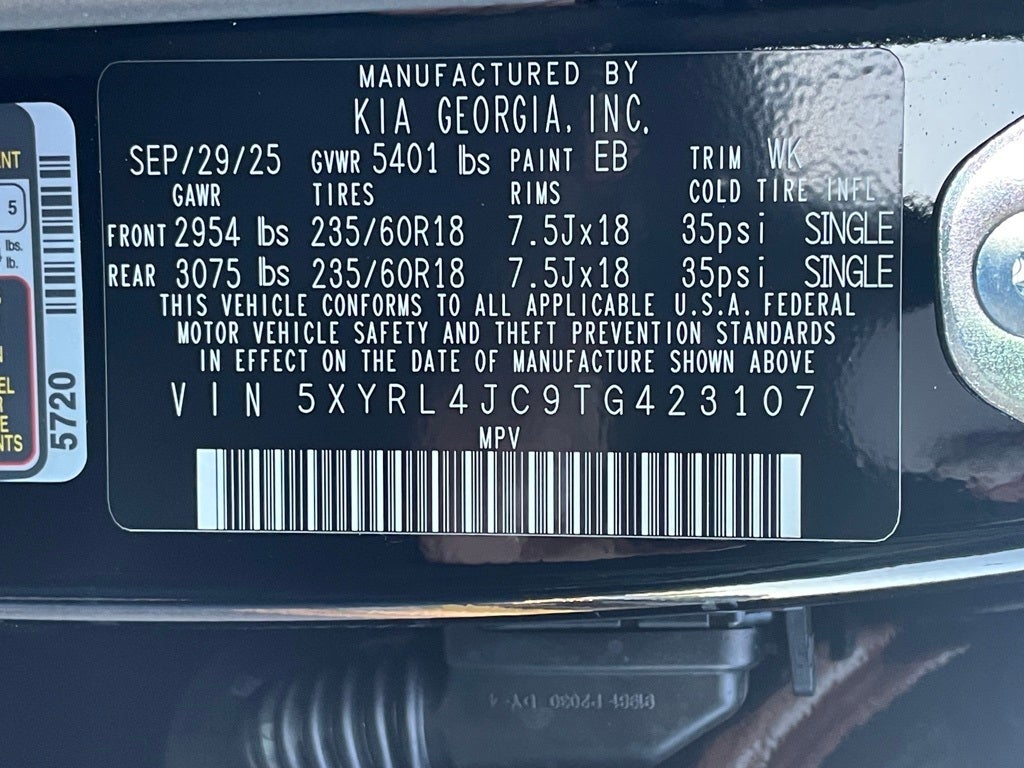 MANUFACTURED BY
KIA GEORGIA, INC.
SEP/29/25 GVWR 5401 lbs PAINT EB TRIM WK
GAWR TIRES RIMS COLD TIRE INFL
FRONT 2954 lbs 235/60R18 7.5Jx18 35psi SINGLE
REAR 3075 lbs 235/60R18 7.5Jx18 35psi SINGLE
THIS VEHICLE CONFORMS TO ALL APPLICABLE U.S.A. FEDERAL
MOTOR VEHICLE SAFETY AND THEFT PREVENTION STANDARDS
IN EFFECT ON THE DATE OF MANUFACTURE SHOWN ABOVE
VIN 5XYRL4JC9TG423107
MPV
5
lbs.
lb.
5720